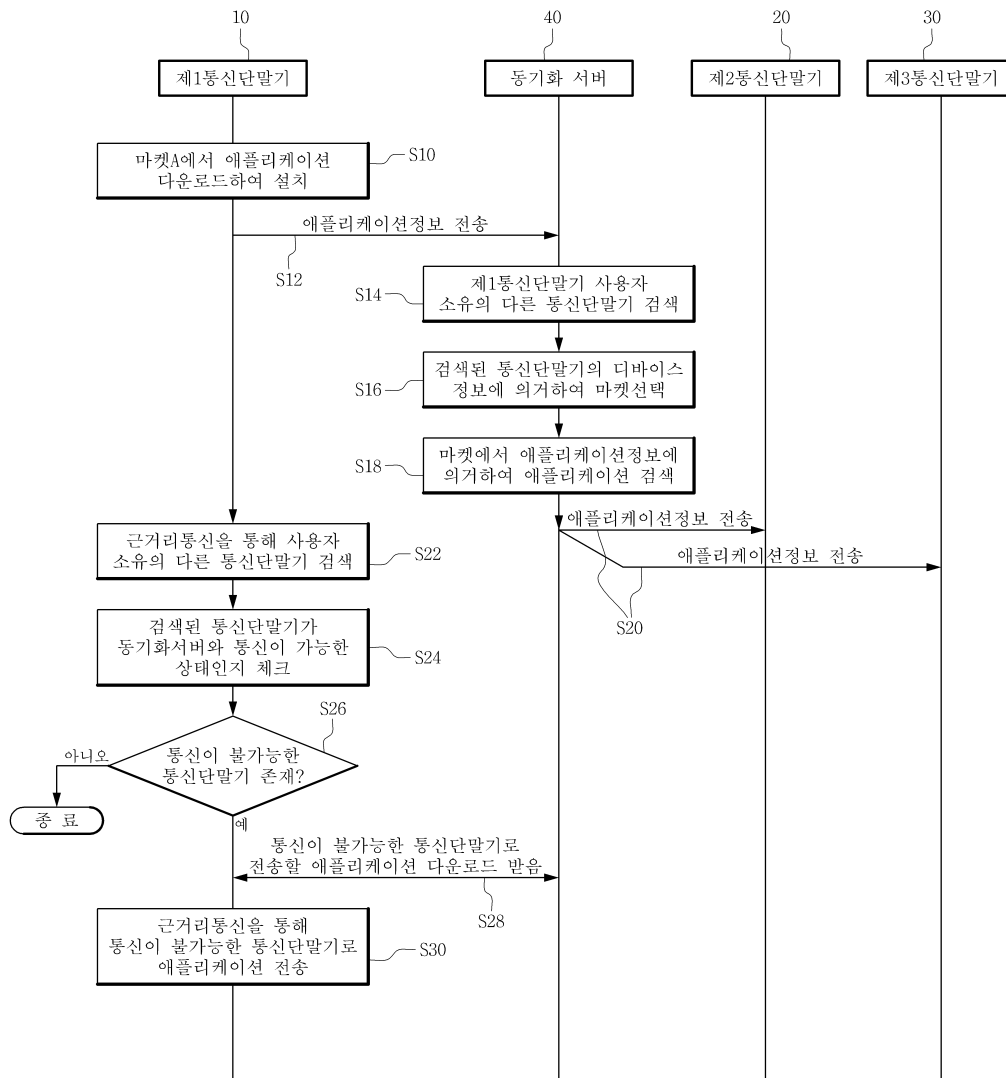 10
40
20
30
제1통신단말기
동기화 서버
제2통신단말기
제3통신단말기
마켓A에서 애플리케이션
다운로드하여 설치
S10
애플리케이션정보 전송
S12
제1통신단말기 사용자
소유의 다른 통신단말기 검색
S14
검색된 통신단말기의 디바이스
정보에 의거하여 마켓선택
S16
마켓에서 애플리케이션정보에
의거하여 애플리케이션 검색
S18
애플리케이션정보 전송
애플리케이션정보 전송
S20
근거리통신을 통해 사용자
소유의 다른 통신단말기 검색
S22
검색된 통신단말기가
동기화서버와 통신이 가능한
상태인지 체크
S24
S26
통신이 불가능한
통신단말기 존재?
아니오
종 료
예
통신이 불가능한 통신단말기로
전송할 애플리케이션 다운로드 받음
S28
근거리통신을 통해
통신이 불가능한 통신단말기로
애플리케이션 전송
S30